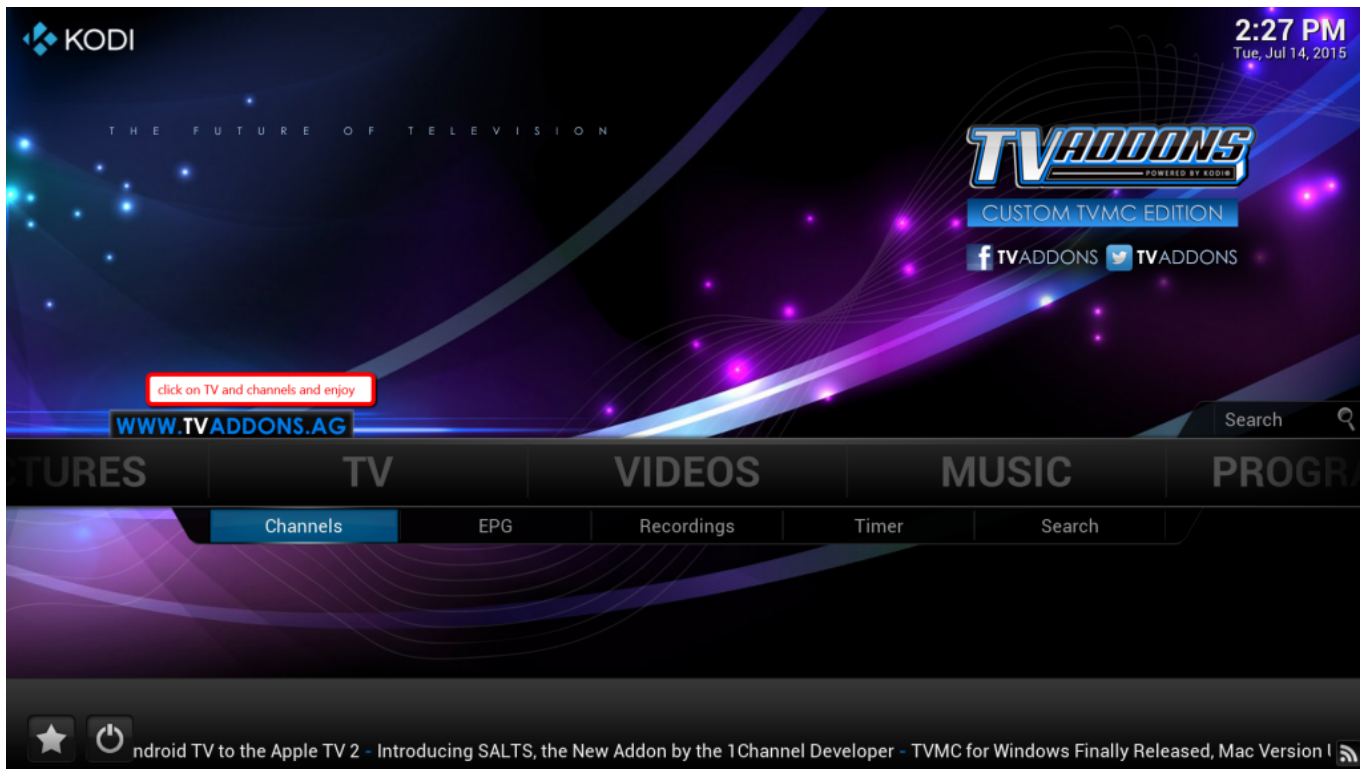 KODI
2:27 PM
Tue, Jul 14, 2015
THE FUTURE OF TELEVISION
TVADDONS
POWERED BY KODI®
CUSTOM TVMC EDITION
f TVADDONS TVADDONS
click on TV and channels and enjoy
WWW.TVADDONS.AG
Search
TURES TV VIDEOS MUSIC PROGRA
Channels EPG Recordings Timer Search
ndroid TV to the Apple TV 2 - Introducing SALTS, the New Addon by the 1Channel Developer - TVMC for Windows Finally Released, Mac Version